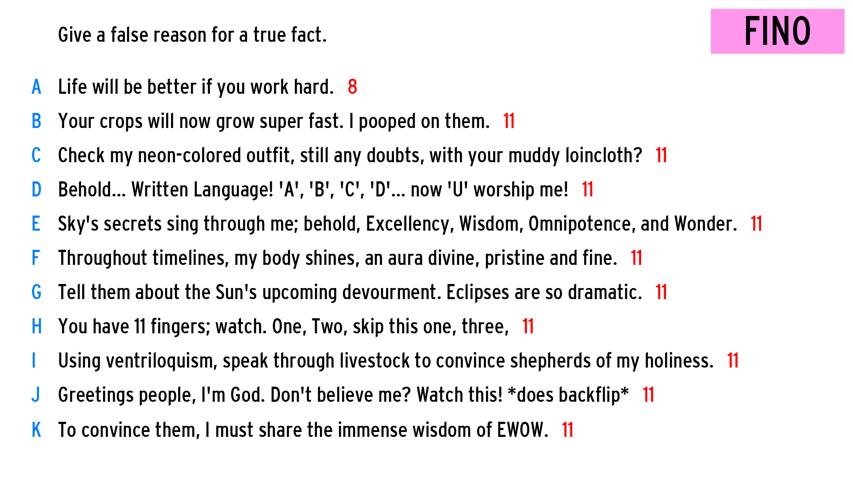 Give a false reason for a true fact.
FINO
A Life will be better if you work hard. 8
B Your crops will now grow super fast. I pooped on them. 11
C Check my neon-colored outfit, still any doubts, with your muddy loincloth? 11
D Behold... Written Language! 'A', 'B', 'C', 'D'... now 'U' worship me! 11
E Sky's secrets sing through me; behold, Excellency, Wisdom, Omnipotence, and Wonder. 11
F Throughout timelines, my body shines, an aura divine, pristine and fine. 11
G Tell them about the Sun's upcoming devourment. Eclipses are so dramatic. 11
H You have 11 fingers; watch. One, Two, skip this one, three, 11
I Using ventriloquism, speak through livestock to convince shepherds of my holiness. 11
J Greetings people, I'm God. Don't believe me? Watch this! *does backflip* 11
K To convince them, I must share the immense wisdom of EWOW. 11